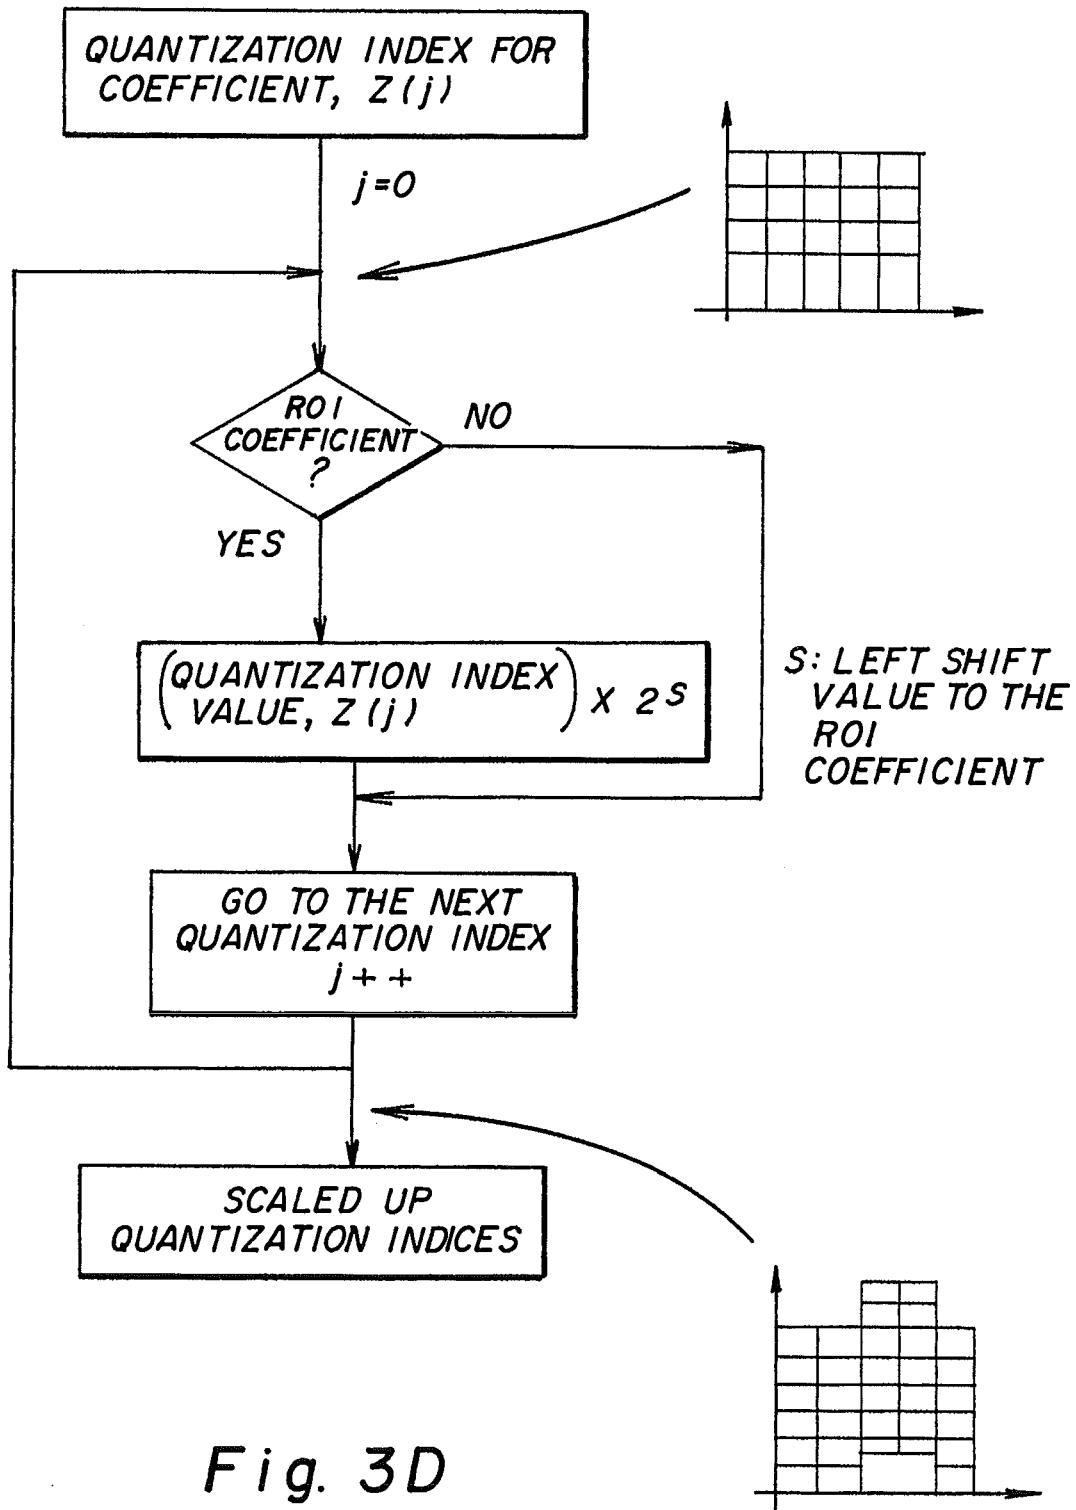 QUANTIZATION INDEX FOR
COEFFICIENT, Z(j)
j=0
ROI
COEFFICIENT
?
NO
YES
(QUANTIZATION INDEX
VALUE, Z(j)) X 2^S
S: LEFT SHIFT
VALUE TO THE
ROI
COEFFICIENT
GO TO THE NEXT
QUANTIZATION INDEX
j++
SCALED UP
QUANTIZATION INDICES
Fig. 3D